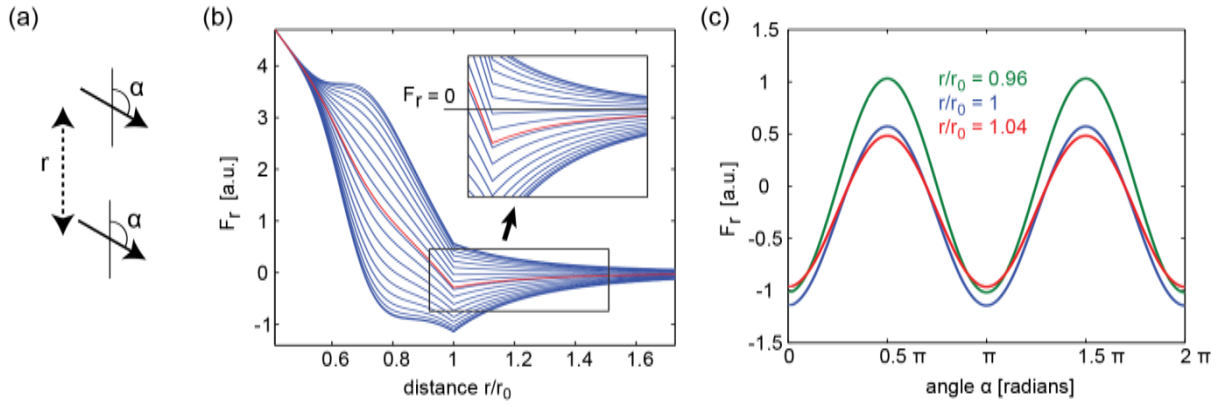 (a)
α
r
α
(b)
F_r [a.u.]
4
3
2
1
0
-1
0.6
0.8
1
1.2
1.4
1.6
distance r/r_0
F_r = 0
(c)
F_r [a.u.]
1.5
1
0.5
0
-0.5
-1
-1.5
0
0.5 π
π
1.5 π
2 π
angle α [radians]
r/r_0 = 0.96
r/r_0 = 1
r/r_0 = 1.04